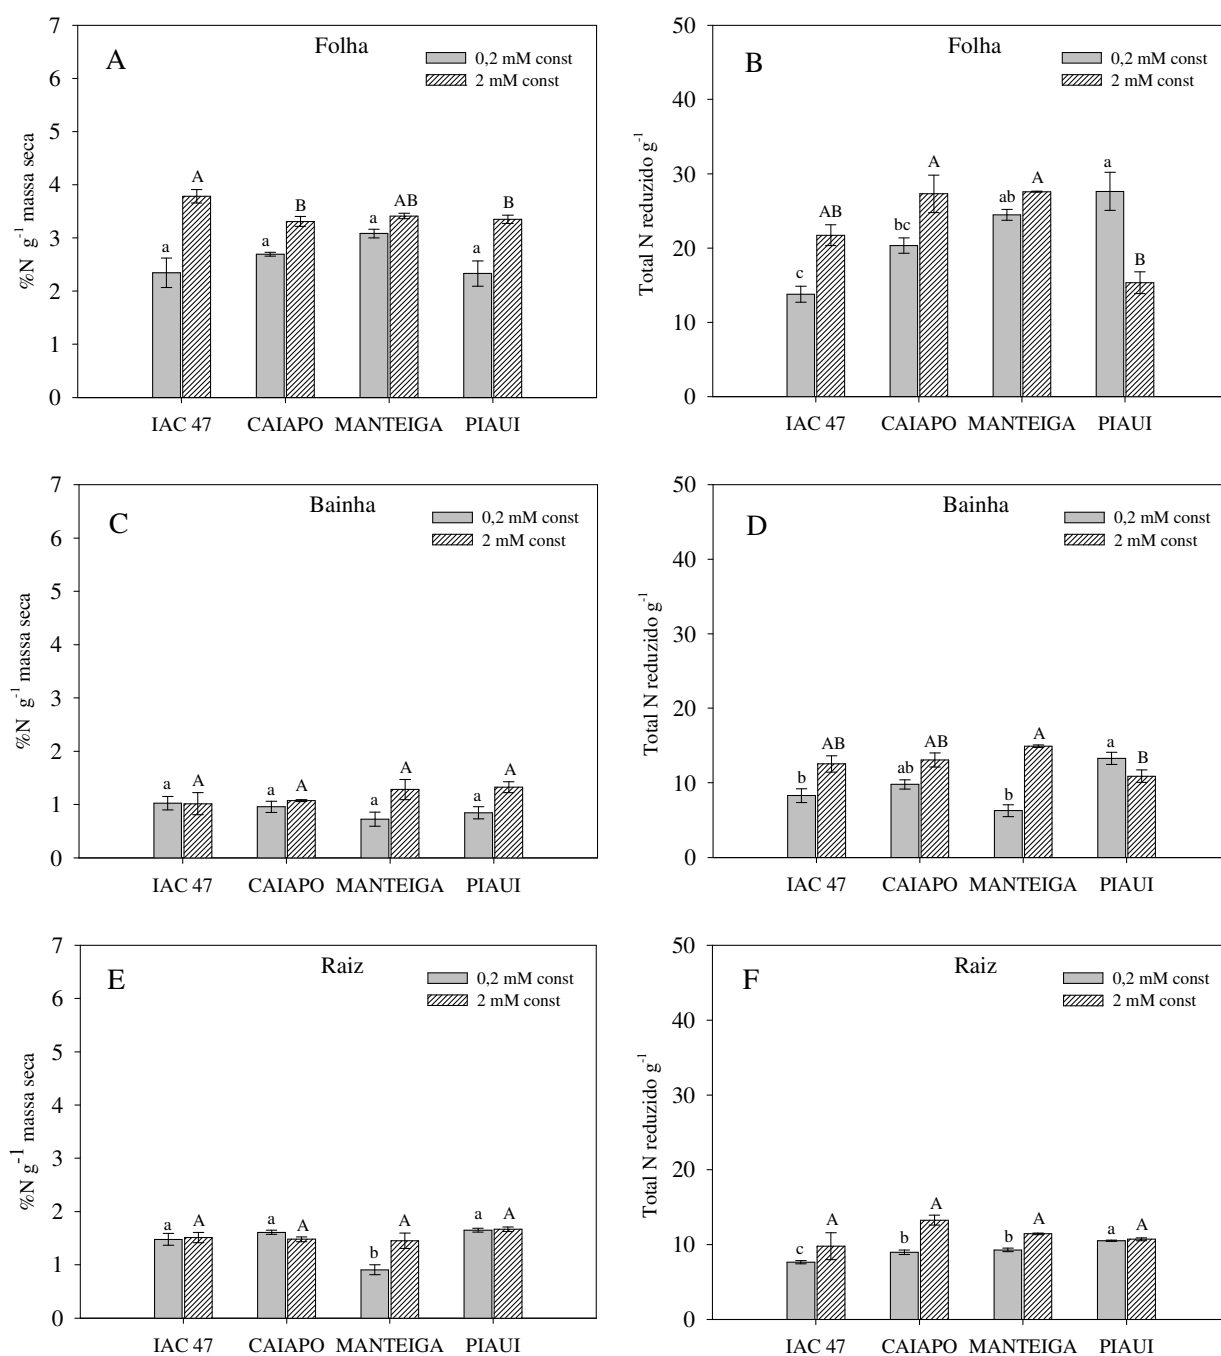 A
Folha
0,2 mM const
2 mM const
%N g⁻¹ massa seca
7
6
5
4
3
2
1
0
a
A
a
B
a
AB
a
B
IAC 47
CAIAPO
MANTEIGA
PIAUI
B
Folha
0,2 mM const
2 mM const
Total N reduzido g⁻¹
50
40
30
20
10
0
c
AB
bc
A
ab
A
a
B
IAC 47
CAIAPO
MANTEIGA
PIAUI
C
Bainha
0,2 mM const
2 mM const
%N g⁻¹ massa seca
7
6
5
4
3
2
1
0
a
A
a
A
a
A
a
A
IAC 47
CAIAPO
MANTEIGA
PIAUI
D
Bainha
0,2 mM const
2 mM const
Total N reduzido g⁻¹
50
40
30
20
10
0
b
AB
ab
AB
b
A
a
B
IAC 47
CAIAPO
MANTEIGA
PIAUI
E
Raiz
0,2 mM const
2 mM const
%N g⁻¹ massa seca
7
6
5
4
3
2
1
0
a
A
a
A
b
A
a
A
IAC 47
CAIAPO
MANTEIGA
PIAUI
F
Raiz
0,2 mM const
2 mM const
Total N reduzido g⁻¹
50
40
30
20
10
0
c
A
b
A
b
A
a
A
IAC 47
CAIAPO
MANTEIGA
PIAUI